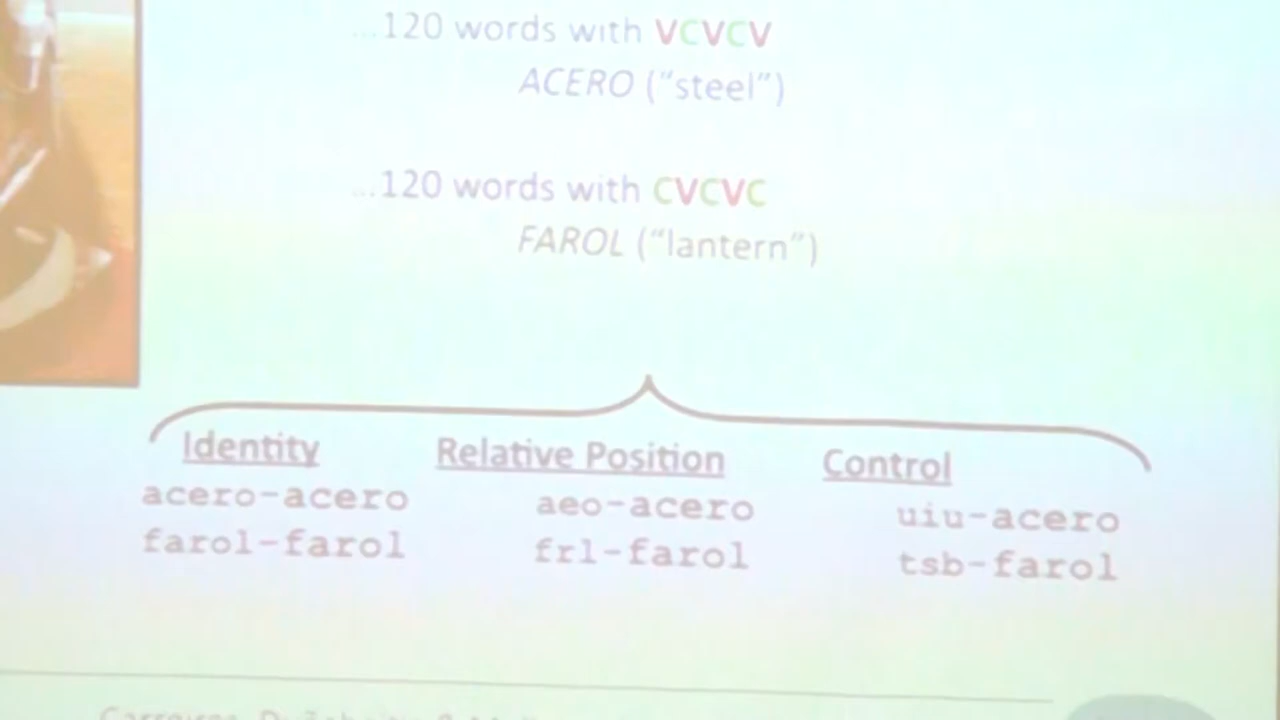 ...120 words with VCVCV
ACERO ("steel")
...120 words with CVCVC
FAROL ("lantern")
Identity Relative Position Control
acero-acero aeo-acero uiu-acero
farol-farol frl-farol tsb-farol